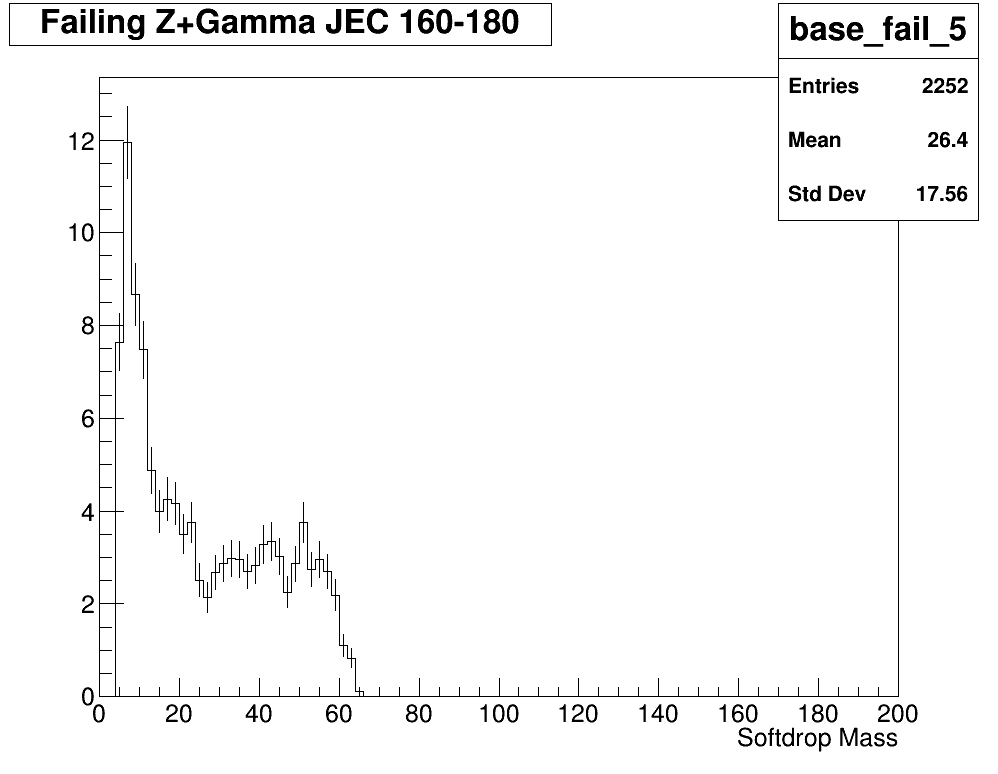 Failing Z+Gamma JEC 160-180
base_fail_5
Entries 2252
Mean 26.4
Std Dev 17.56
12
10
8
6
4
2
0
0 20 40 60 80 100 120 140 160 180 200
Softdrop Mass